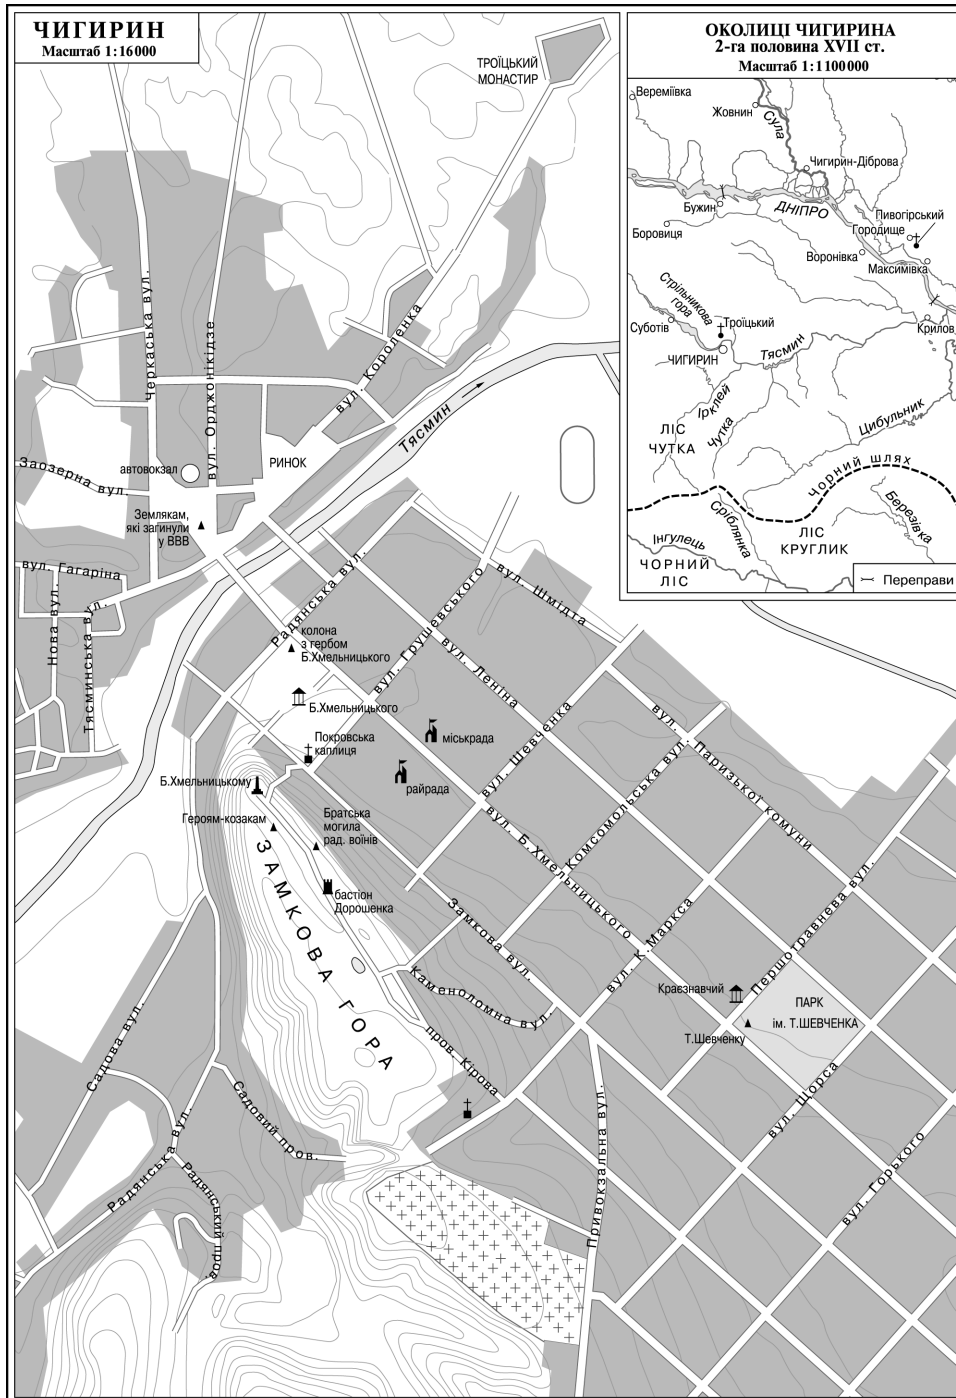 ЧИГИРИН
Масштаб 1:16000
ТРОЇЦЬКИЙ
МОНАСТИР
ОКОЛИЦІ ЧИГИРИНА
2-га половина XVII ст.
Масштаб 1:1100000
Вереміївка
Жовнин
Сула
Чигирин-Діброва
Бужин
ДНІПРО
Пивогірський
Городище
Боровиця
Воронівка
Максимівка
Стрільникова
гора
Суботів
Троїцький
Крилов
ЧИГИРИН
Тясмин
Ірклей
Чутка
Цибульник
ЛІС
ЧУТКА
Чорний шлях
Сріблянка
Березівка
ЛІС
КРУГЛИК
Інгулець
ЧОРНИЙ
ЛІС
Переправи
Черкаська вул.
вул. Орджонікідзе
вул. Короленка
Тясмин
Заозерна вул.
автовокзал
РИНОК
Землякам,
які загинули
у ВВВ
вул. Гагаріна
Нова вул.
Тясминська вул.
Радянська вул.
вул. Грушевського
вул. Шмідта
колона
з гербом
Б.Хмельницького
вул. Леніна
Б.Хмельницького
Покровська
каплиця
міськрада
райрада
вул. Шевченка
Комсомольська вул.
вул. Паризької комуни
Б.Хмельницькому
Героям-козакам
Братська
могила
рад. воїнів
вул. Б.Хмельницького
ЗАМКОВА ГОРА
бастіон
Дорошенка
Замкова вул.
вул. К.Маркса
Першотравнева вул.
Каменоломна вул.
Краєзнавчий
ПАРК
ім. Т.ШЕВЧЕНКА
Т.Шевченку
пров. Кірова
Садова вул.
Садовий пров.
Радянська вул.
Радянський пров.
Привокзальна вул.
вул. Щорса
вул. Горького